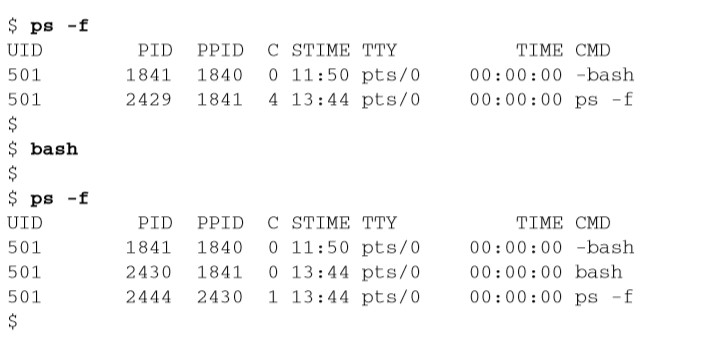 $ ps -f
UID        PID  PPID  C STIME TTY          TIME CMD
501       1841  1840  0 11:50 pts/0    00:00:00 -bash
501       2429  1841  4 13:44 pts/0    00:00:00 ps -f
$
$ bash
$
$ ps -f
UID        PID  PPID  C STIME TTY          TIME CMD
501       1841  1840  0 11:50 pts/0    00:00:00 -bash
501       2430  1841  0 13:44 pts/0    00:00:00 bash
501       2444  2430  1 13:44 pts/0    00:00:00 ps -f
$